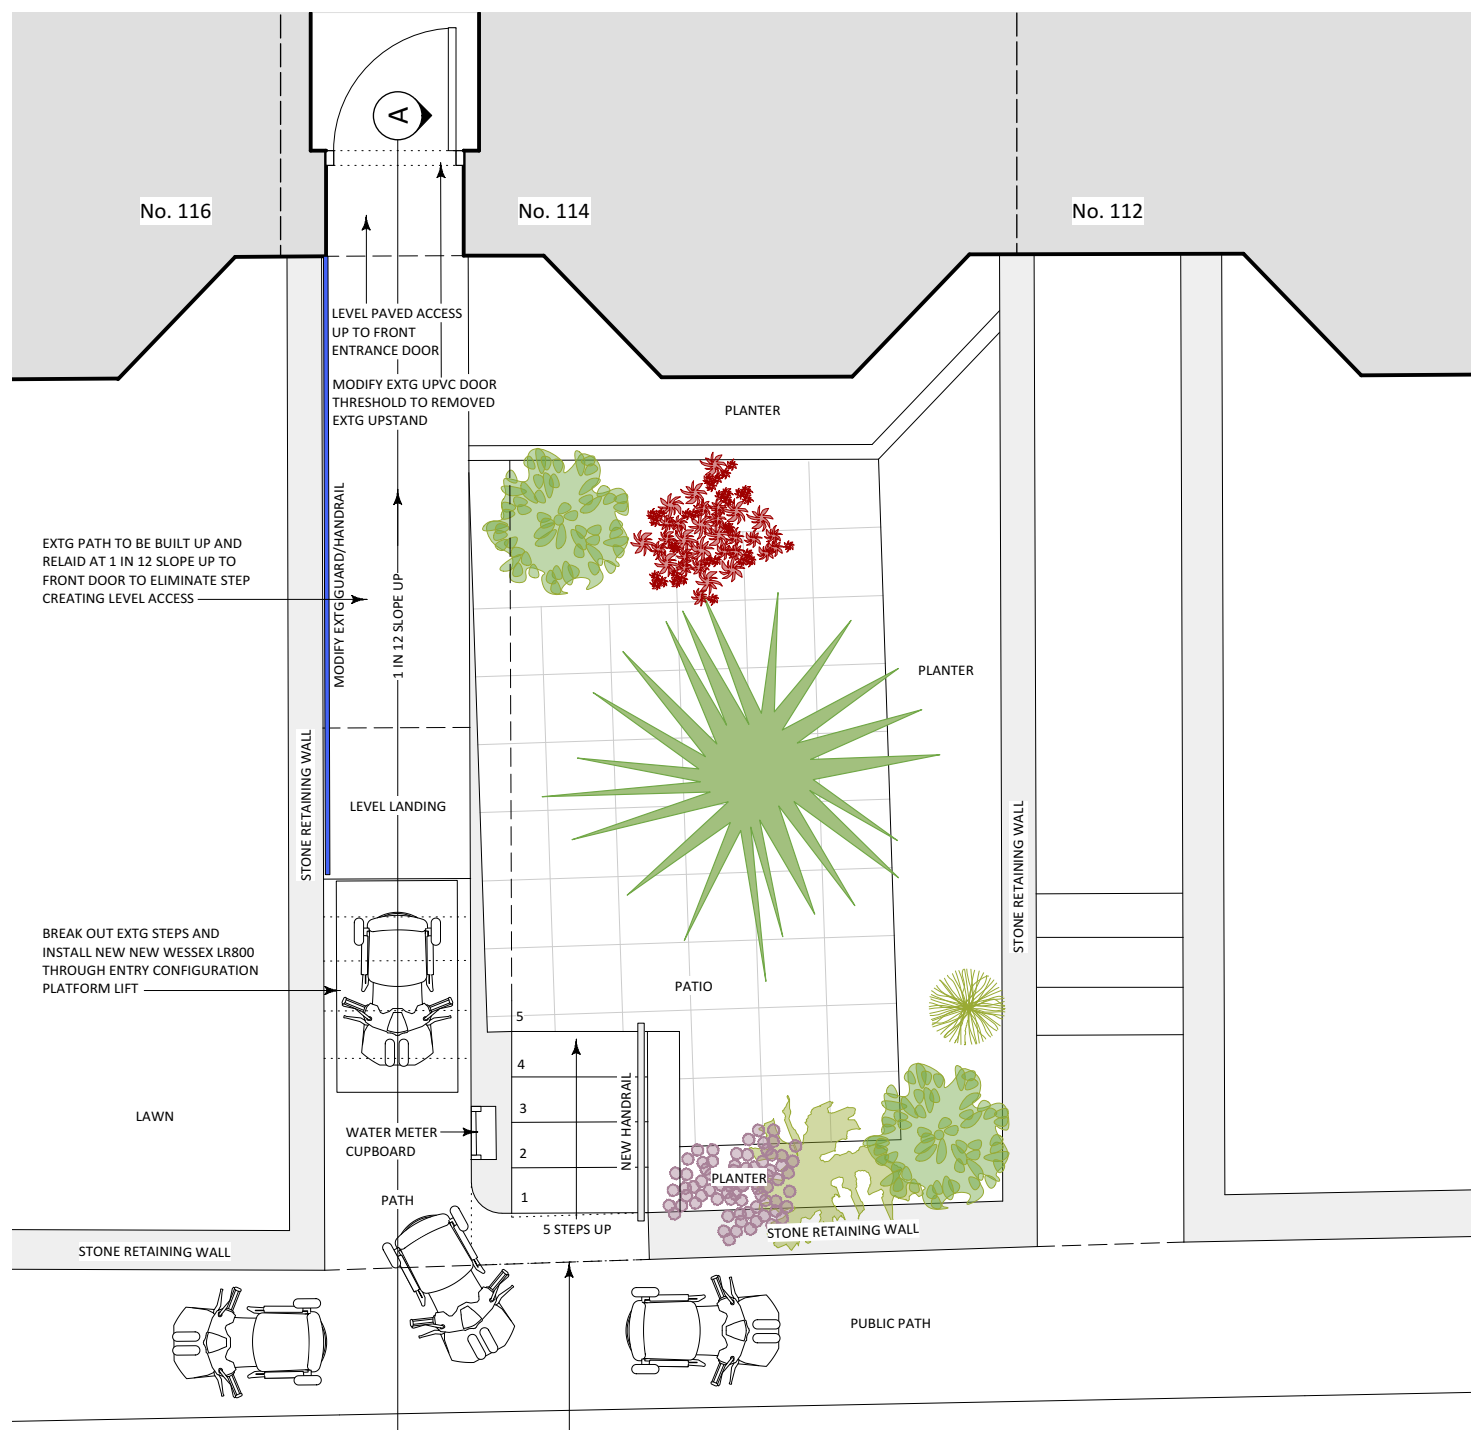 A
No. 116
No. 114
No. 112
LEVEL PAVED ACCESS
UP TO FRONT
ENTRANCE DOOR
MODIFY EXTG UPVC DOOR
THRESHOLD TO REMOVED
EXTG UPSTAND
PLANTER
MODIFY EXTG GUARD/HANDRAIL
1 IN 12 SLOPE UP
EXTG PATH TO BE BUILT UP AND
RELAID AT 1 IN 12 SLOPE UP TO
FRONT DOOR TO ELIMINATE STEP
CREATING LEVEL ACCESS
PLANTER
STONE RETAINING WALL
LEVEL LANDING
STONE RETAINING WALL
BREAK OUT EXTG STEPS AND
INSTALL NEW NEW WESSEX LR800
THROUGH ENTRY CONFIGURATION
PLATFORM LIFT
PATIO
5
4
3
2
1
NEW HANDRAIL
LAWN
WATER METER
CUPBOARD
PLANTER
PATH
5 STEPS UP
STONE RETAINING WALL
STONE RETAINING WALL
PUBLIC PATH